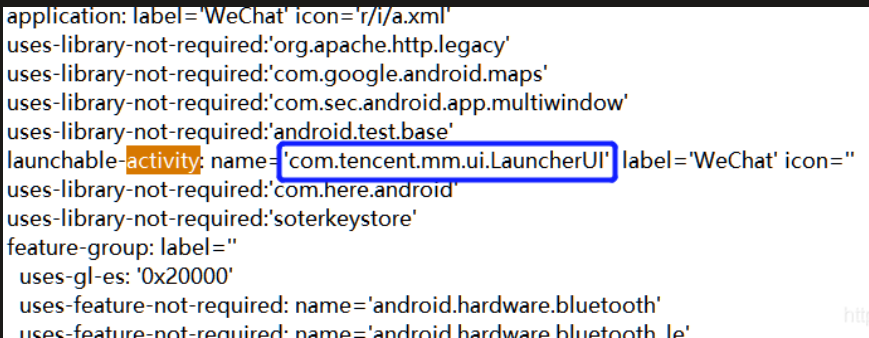 application: label='WeChat' icon='r/i/a.xml'
uses-library-not-required:'org.apache.http.legacy'
uses-library-not-required:'com.google.android.maps'
uses-library-not-required:'com.sec.android.app.multiwindow'
uses-library-not-required:'android.test.base'
launchable-activity: name='com.tencent.mm.ui.LauncherUI' label='WeChat' icon=''
uses-library-not-required:'com.here.android'
uses-library-not-required:'soterkeystore'
feature-group: label=''
uses-gl-es: '0x20000'
uses-feature-not-required: name='android.hardware.bluetooth'
uses-feature-not-required: name='android.hardware.bluetooth_le'